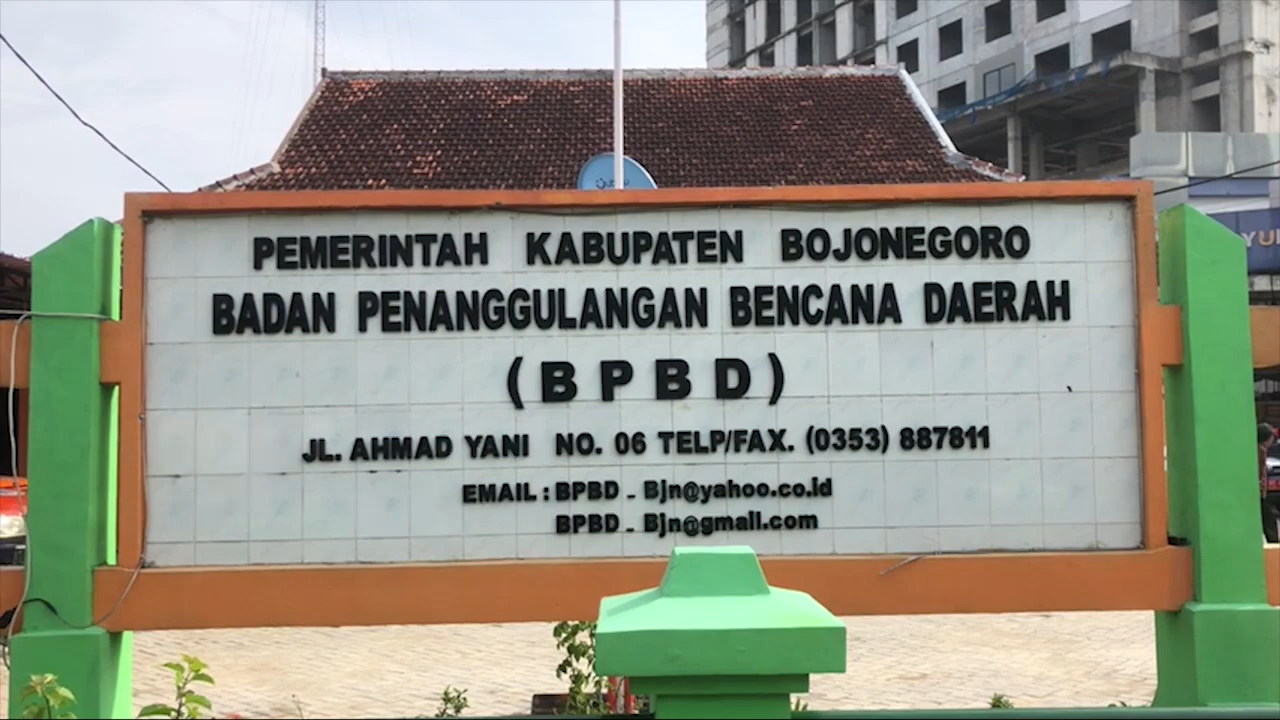 PEMERINTAH KABUPATEN BOJONEGORO
BADAN PENANGGULANGAN BENCANA DAERAH
(BPBD)
JL. AHMAD YANI NO. 06 TELP/FAX. (0353) 887811
EMAIL : BPBD - Bjn@yahoo.co.id
BPBD - Bjn@gmail.com